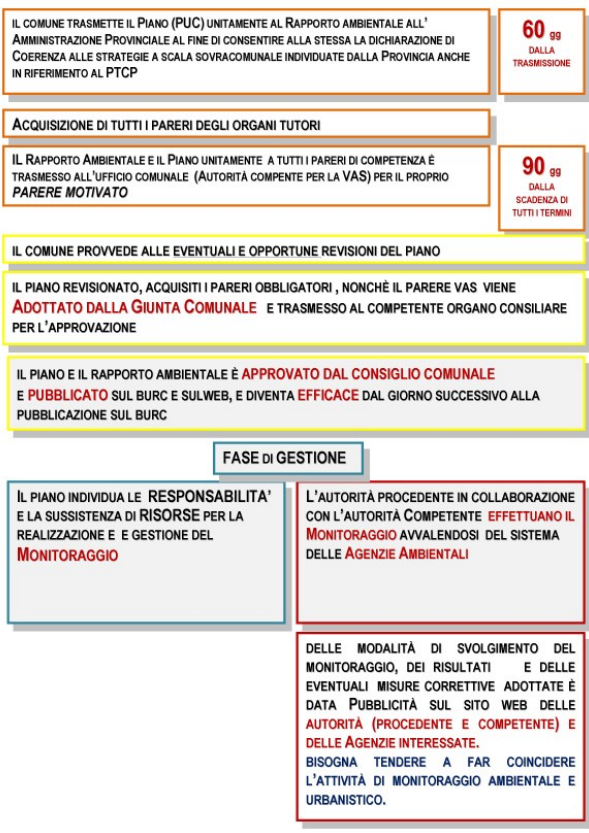 IL COMUNE TRASMETTE IL PIANO (PUC) UNITAMENTE AL RAPPORTO AMBIENTALE ALL'
AMMINISTRAZIONE PROVINCIALE AL FINE DI CONSENTIRE ALLA STESSA LA DICHIARAZIONE DI
COERENZA ALLE STRATEGIE A SCALA SOVRACOMUNALE INDIVIDUATE DALLA PROVINCIA ANCHE
IN RIFERIMENTO AL PTCP
60 gg
DALLA
TRASMISSIONE
ACQUISIZIONE DI TUTTI I PARERI DEGLI ORGANI TUTORI
IL RAPPORTO AMBIENTALE E IL PIANO UNITAMENTE A TUTTI I PARERI DI COMPETENZA È
TRASMESSO ALL'UFFICIO COMUNALE (AUTORITÀ COMPENTE PER LA VAS) PER IL PROPRIO
PARERE MOTIVATO
90 gg
DALLA
SCADENZA DI
TUTTI I TERMINI
IL COMUNE PROVVEDE ALLE EVENTUALI E OPPORTUNE REVISIONI DEL PIANO
IL PIANO REVISIONATO, ACQUISITI I PARERI OBBLIGATORI , NONCHÈ IL PARERE VAS VIENE
ADOTTATO DALLA GIUNTA COMUNALE E TRASMESSO AL COMPETENTE ORGANO CONSILIARE
PER L'APPROVAZIONE
IL PIANO E IL RAPPORTO AMBIENTALE È APPROVATO DAL CONSIGLIO COMUNALE
E PUBBLICATO SUL BURC E SULWEB, E DIVENTA EFFICACE DAL GIORNO SUCCESSIVO ALLA
PUBBLICAZIONE SUL BURC
FASE DI GESTIONE
IL PIANO INDIVIDUA LE RESPONSABILITA'
E LA SUSSISTENZA DI RISORSE PER LA
REALIZZAZIONE E E GESTIONE DEL
MONITORAGGIO
L'AUTORITÀ PROCEDENTE IN COLLABORAZIONE
CON L'AUTORITÀ COMPETENTE EFFETTUANO IL
MONITORAGGIO AVVALENDOSI DEL SISTEMA
DELLE AGENZIE AMBIENTALI
DELLE MODALITÀ DI SVOLGIMENTO DEL
MONITORAGGIO, DEI RISULTATI E DELLE
EVENTUALI MISURE CORRETTIVE ADOTTATE È
DATA PUBBLICITÀ SUL SITO WEB DELLE
AUTORITÀ (PROCEDENTE E COMPETENTE) E
DELLE AGENZIE INTERESSATE.
BISOGNA TENDERE A FAR COINCIDERE
L'ATTIVITÀ DI MONITORAGGIO AMBIENTALE E
URBANISTICO.